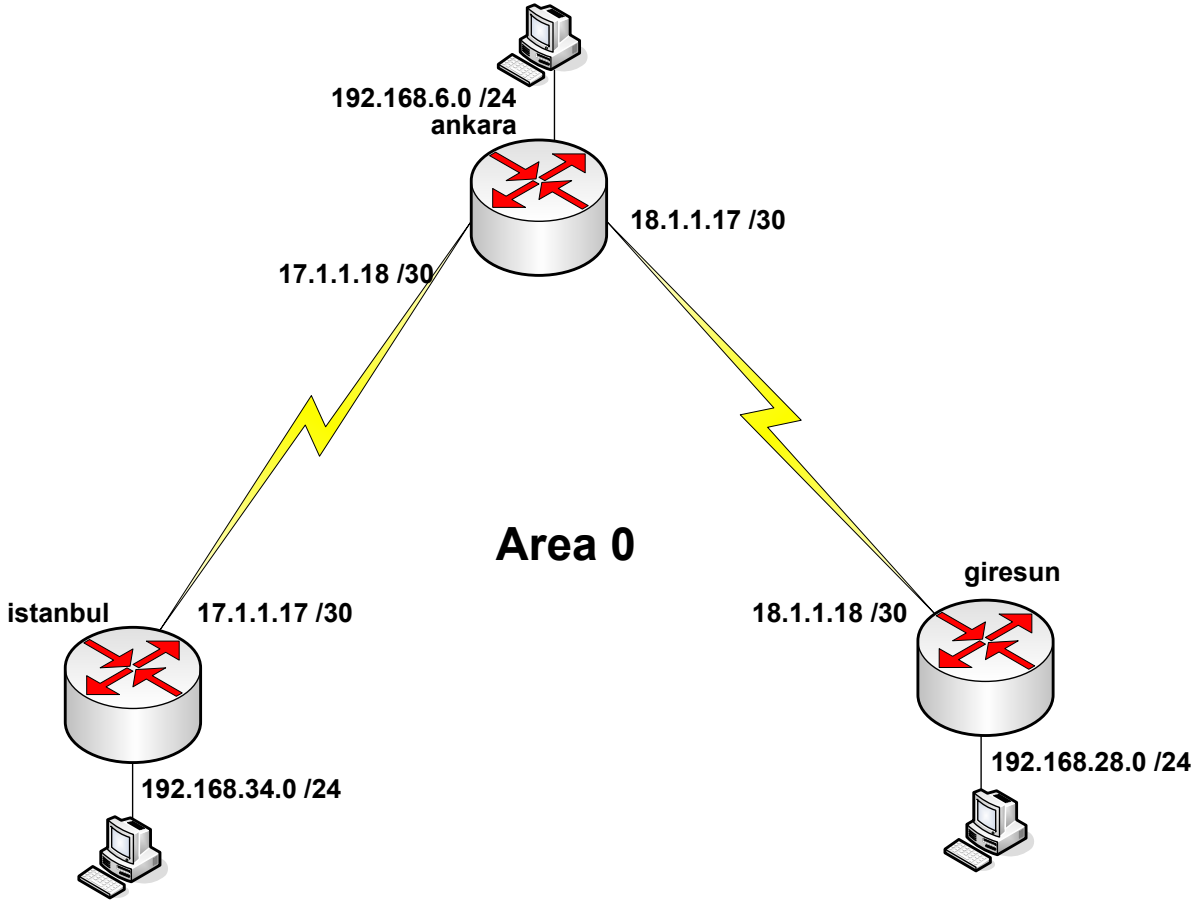 192.168.6.0 /24
ankara
18.1.1.17 /30
17.1.1.18 /30
Area 0
giresun
istanbul
17.1.1.17 /30
18.1.1.18 /30
192.168.28.0 /24
192.168.34.0 /24